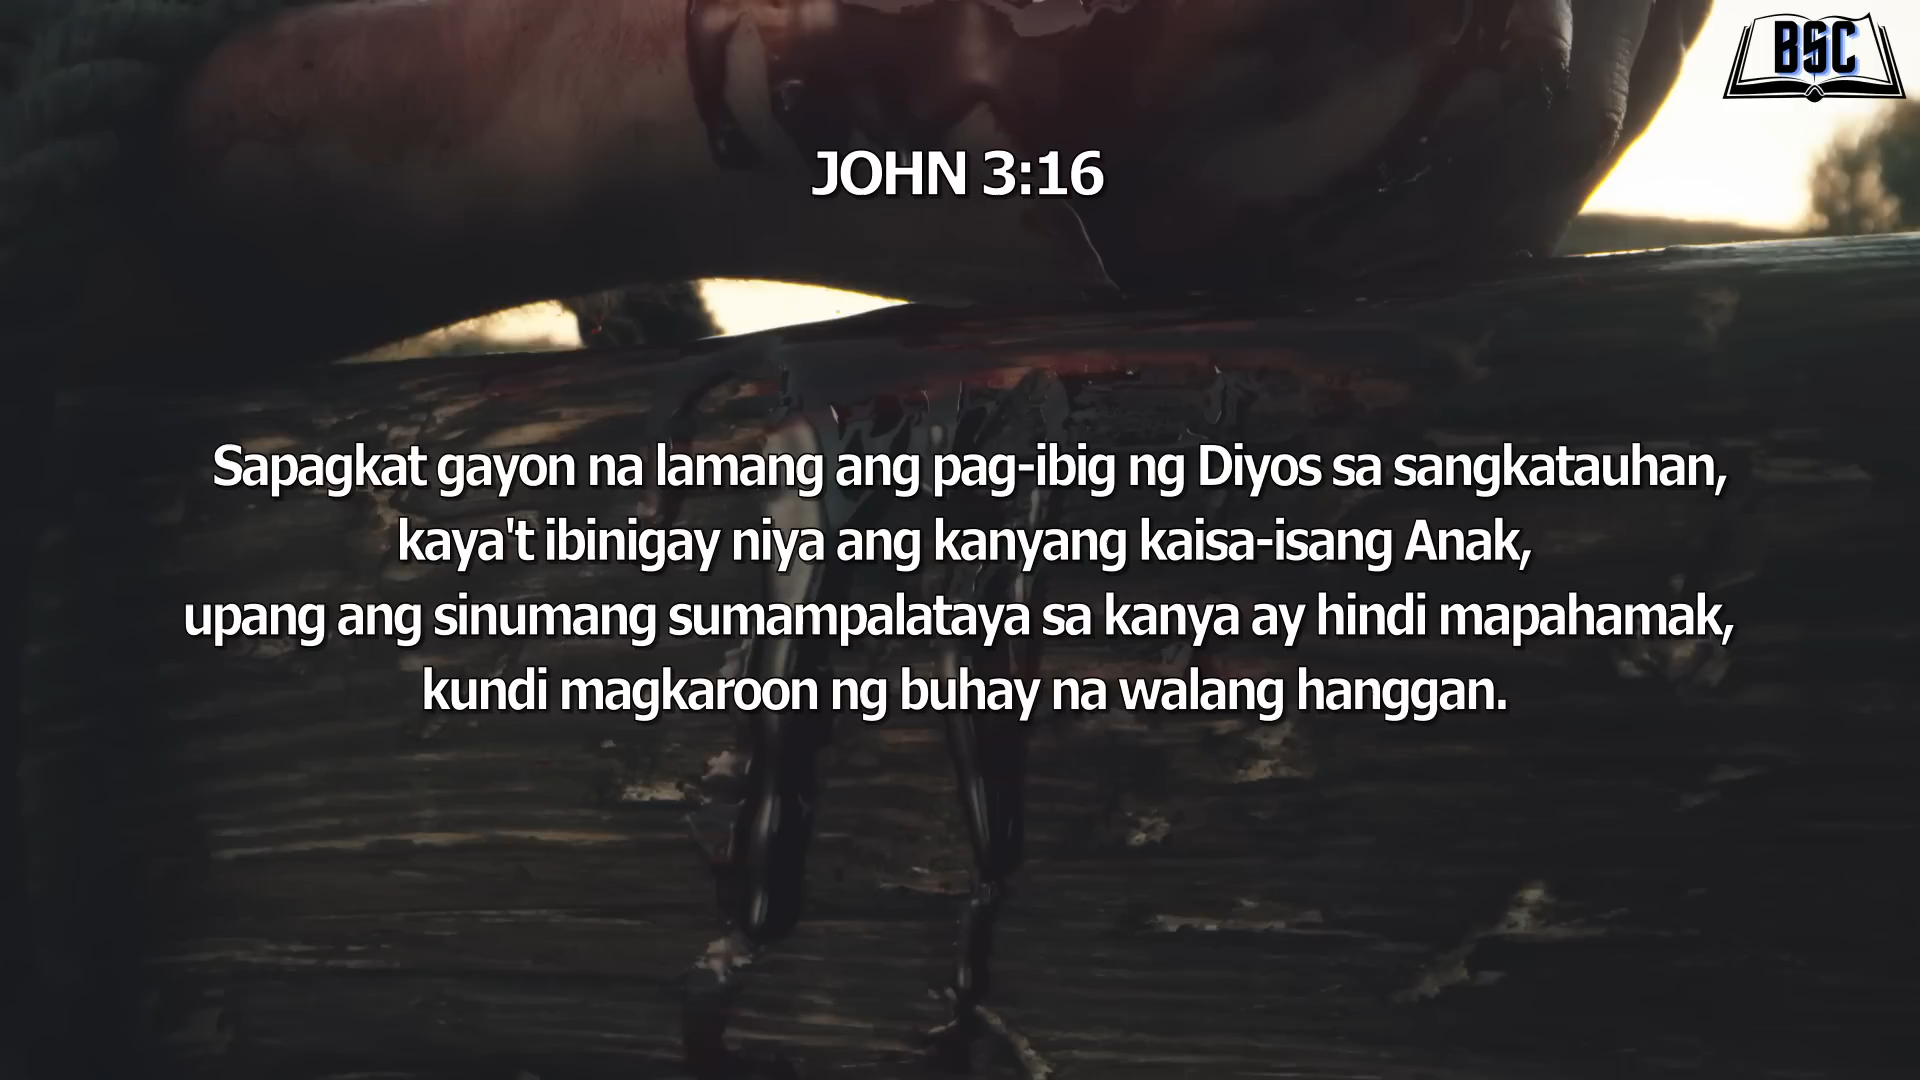 BSC
JOHN 3:16
Sapagkat gayon na lamang ang pag-ibig ng Diyos sa sangkatauhan,
kaya't ibinigay niya ang kanyang kaisa-isang Anak,
upang ang sinumang sumampalataya sa kanya ay hindi mapahamak,
kundi magkaroon ng buhay na walang hanggan.